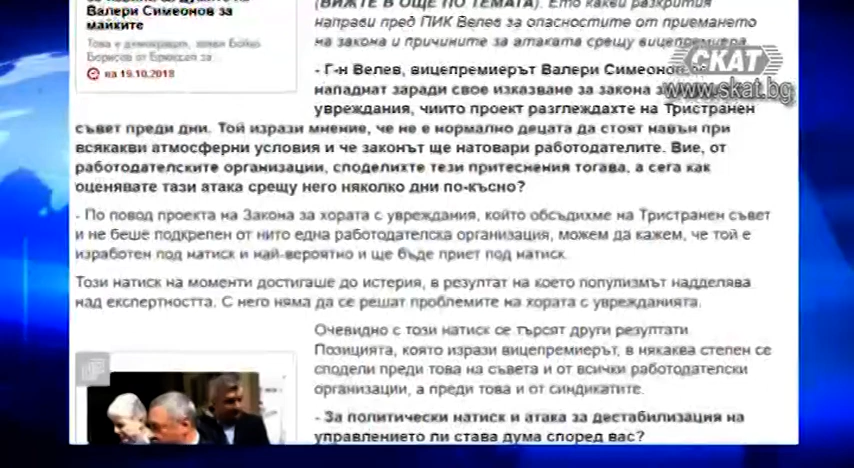 Валери Симеонов за
майките
Това е демокрация, заяви Бойко
Борисов от Брюксел за
на 19.10.2018
(ВИЖТЕ В ОЩЕ ПО ТЕМАТА). Ето какви разкрития
направи пред ПИК Велев за опасностите от приемането
на закона и причините за атаката срещу вицепремиера.
СКАТ
www.skat.bg
- Г-н Велев, вицепремиерът Валери Симеонов
нападнат заради свое изказване за закона за
увреждания, чиито проект разглеждахте на Тристранен
съвет преди дни. Той изрази мнение, че не е нормално децата да стоят навън при
всякакви атмосферни условия и че законът ще натовари работодателите. Вие, от
работодателските организации, споделихте тези притеснения тогава, а сега как
оценявате тази атака срещу него няколко дни по-късно?
- По повод проекта на Закона за хората с увреждания, който обсъдихме на Тристранен съвет
и не беше подкрепен от нито една работодателска организация, можем да кажем, че той е
изработен под натиск и най-вероятно и ще бъде приет под натиск.
Този натиск на моменти достигаше до истерия, в резултат на което популизмът надделява
над експертността. С него няма да се решат проблемите на хората с уврежданията.
Очевидно с този натиск се търсят други резултати
Позицията, която изрази вицепремиерът, в някаква степен се
сподели преди това на съвета и от всички работодателски
организации, а преди това и от синдикатите.
- За политически натиск и атака за дестабилизация на
управлението ли става дума според вас?